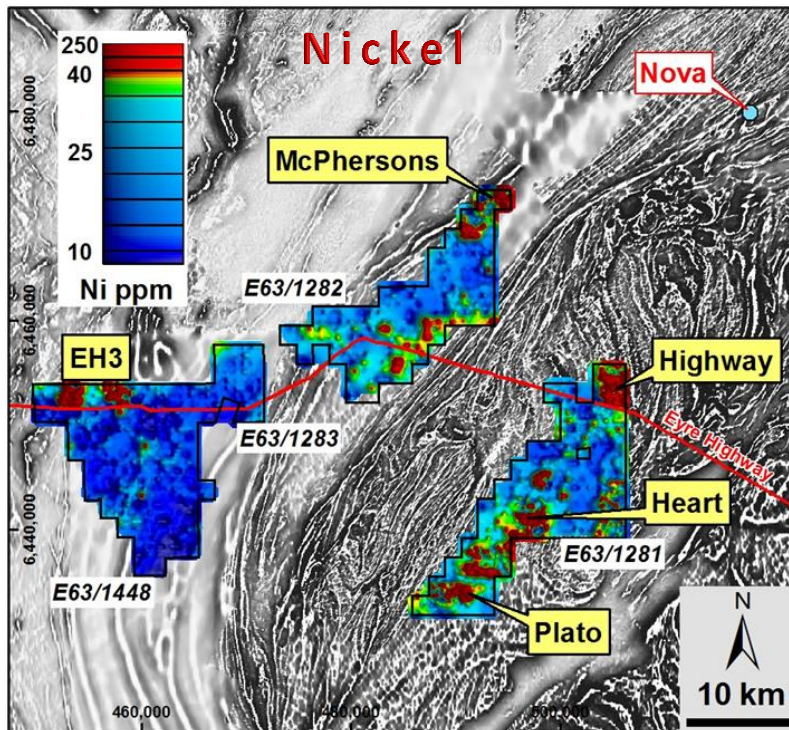 Nickel
250
40
25
10
Ni ppm
Nova
McPhersons
6,480,000
E63/1282
6,460,000
EH3
Highway
E63/1283
Eyre Highway
Heart
6,440,000
E63/1281
E63/1448
Plato
N
10 km
460,000
480,000
500,000